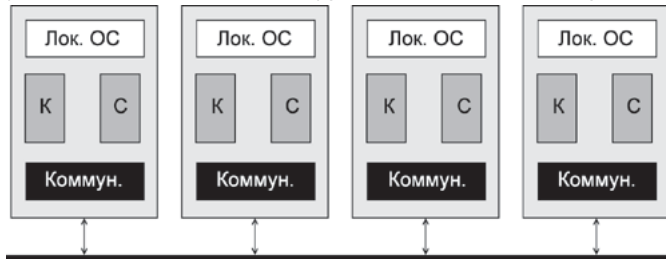 Лок. ОС Лок. ОС Лок. ОС Лок. ОС
К С К С К С К С
Коммун. Коммун. Коммун. Коммун.